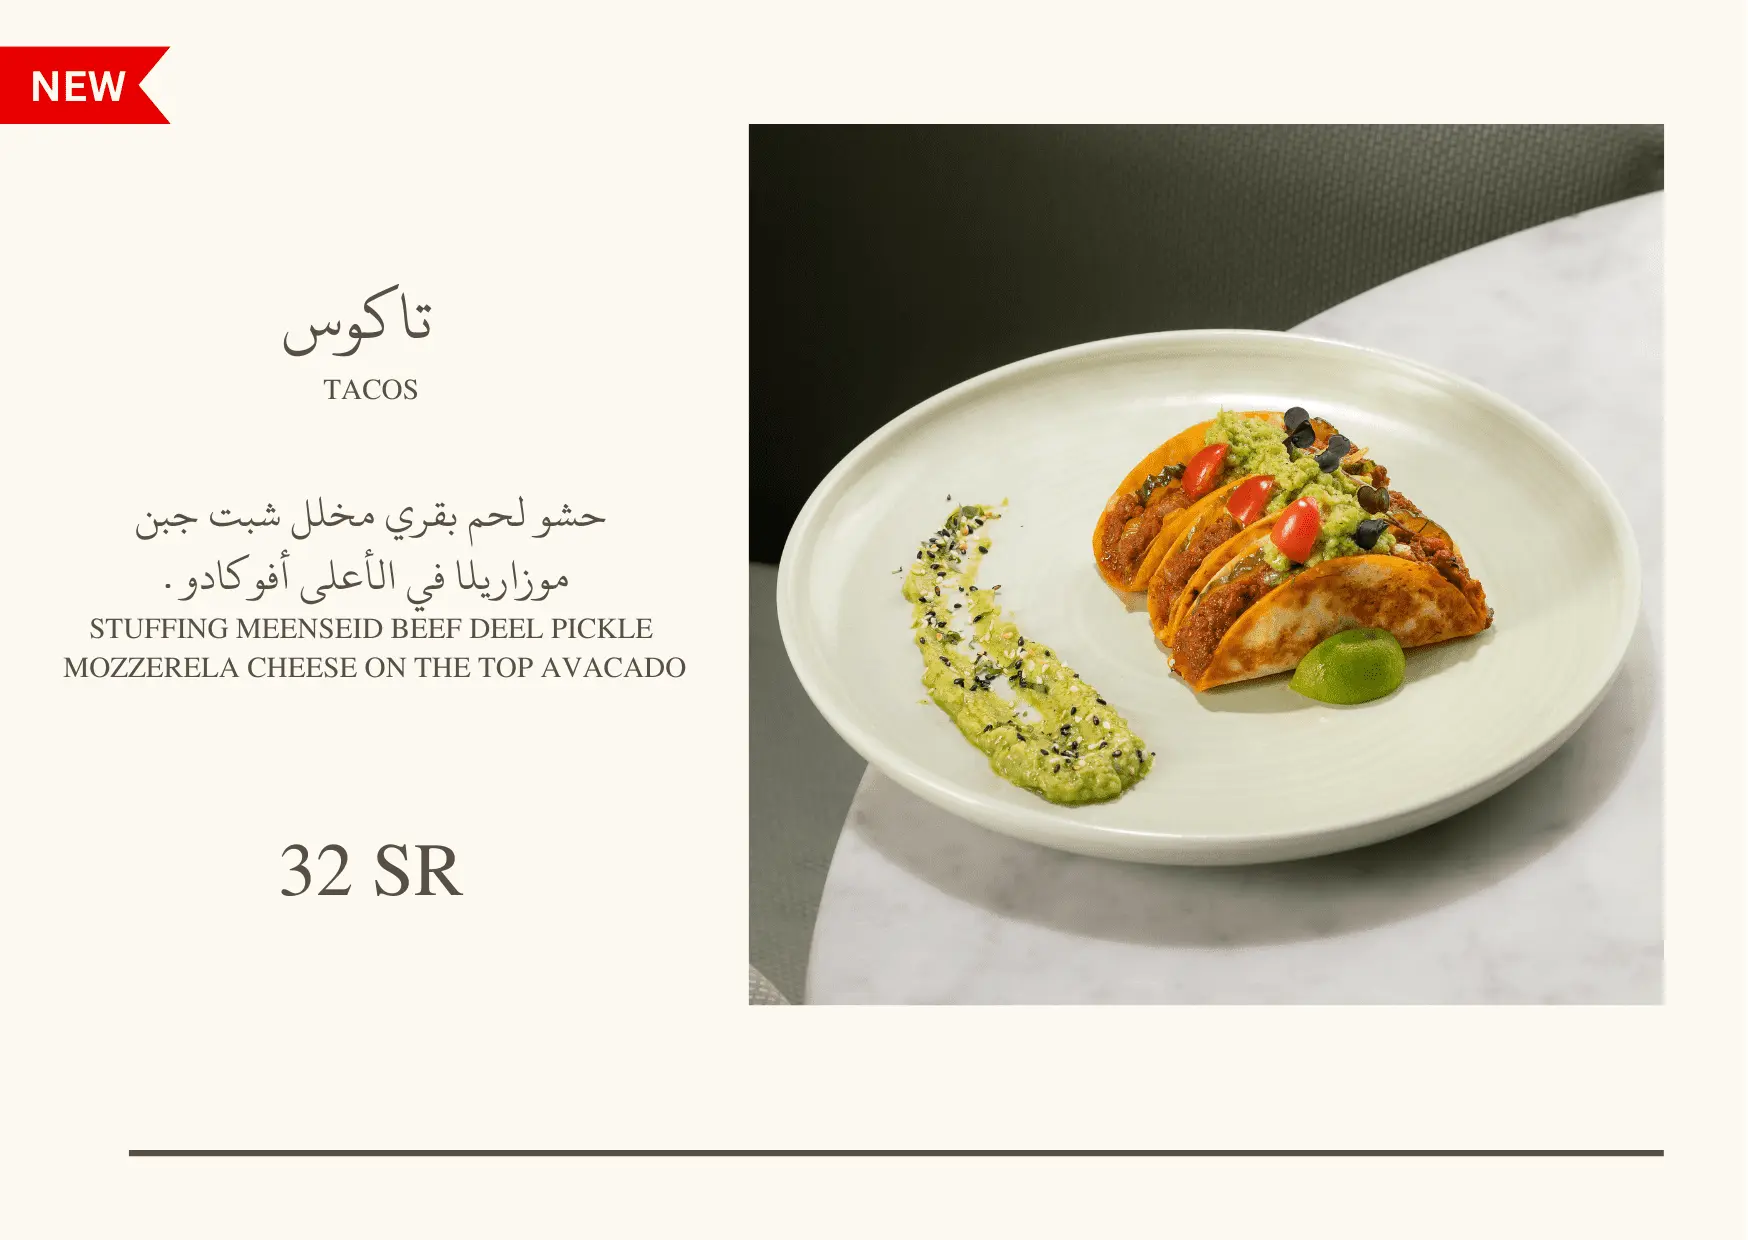 NEW
تاكوس
TACOS
حشو لحم بقري مخلل شبت جبن
موزاريلا في الأعلى أفوكادو .
STUFFING MEENSEID BEEF DEEL PICKLE
MOZZERELA CHEESE ON THE TOP AVACADO
32 SR